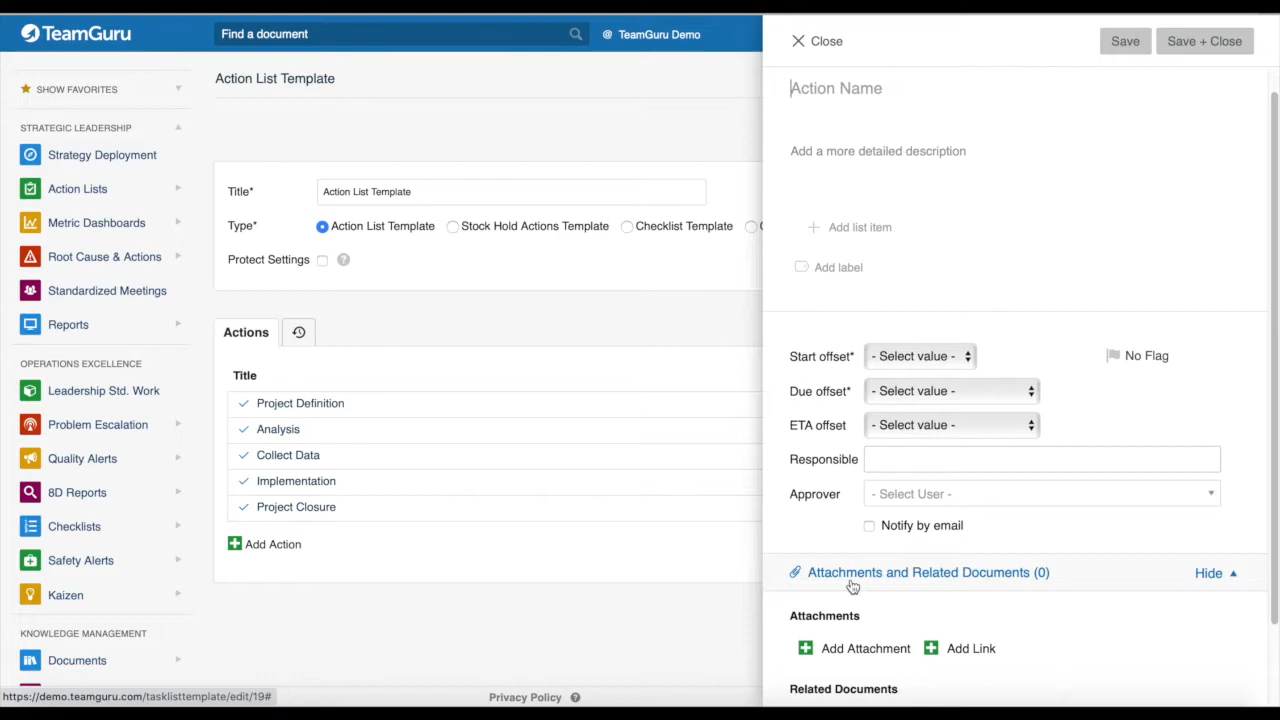 TeamGuru
Find a document
@ TeamGuru Demo
Close
Save
Save + Close
SHOW FAVORITES
STRATEGIC LEADERSHIP
Strategy Deployment
Action Lists
Metric Dashboards
Root Cause & Actions
Standardized Meetings
Reports
OPERATIONS EXCELLENCE
Leadership Std. Work
Problem Escalation
Quality Alerts
8D Reports
Checklists
Safety Alerts
Kaizen
KNOWLEDGE MANAGEMENT
Documents
https://demo.teamguru.com/tasklisttemplate/edit/19#
Action List Template
Title* Action List Template
Type* Action List Template Stock Hold Actions Template Checklist Template
Protect Settings ?
Actions
Title
Project Definition
Analysis
Collect Data
Implementation
Project Closure
Add Action
Privacy Policy ?
Action Name
Add a more detailed description
Add list item
Add label
Start offset* - Select value - No Flag
Due offset* - Select value -
ETA offset - Select value -
Responsible
Approver - Select User -
Notify by email
Attachments and Related Documents (0) Hide
Attachments
Add Attachment Add Link
Related Documents